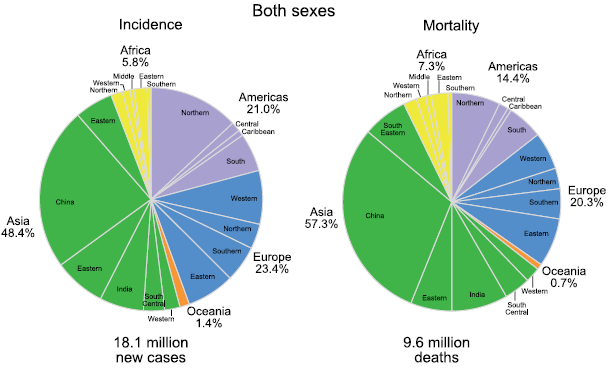 Both sexes
Incidence
Africa
5.8%
Middle
Eastern
Western
Southern
Northern
Americas
21.0%
Northern
Central
Caribbean
South
Western
Northern
Southern
Eastern
Europe
23.4%
Oceania
1.4%
Western
South
Central
India
Eastern
China
Eastern
Asia
48.4%
18.1 million
new cases
Mortality
Africa
7.3%
Middle
Eastern
Western
Southern
Northern
Americas
14.4%
Northern
Central
Caribbean
South
Western
Northern
Southern
Eastern
Europe
20.3%
Oceania
0.7%
Western
South
Central
India
Eastern
China
South
Eastern
Asia
57.3%
9.6 million
deaths